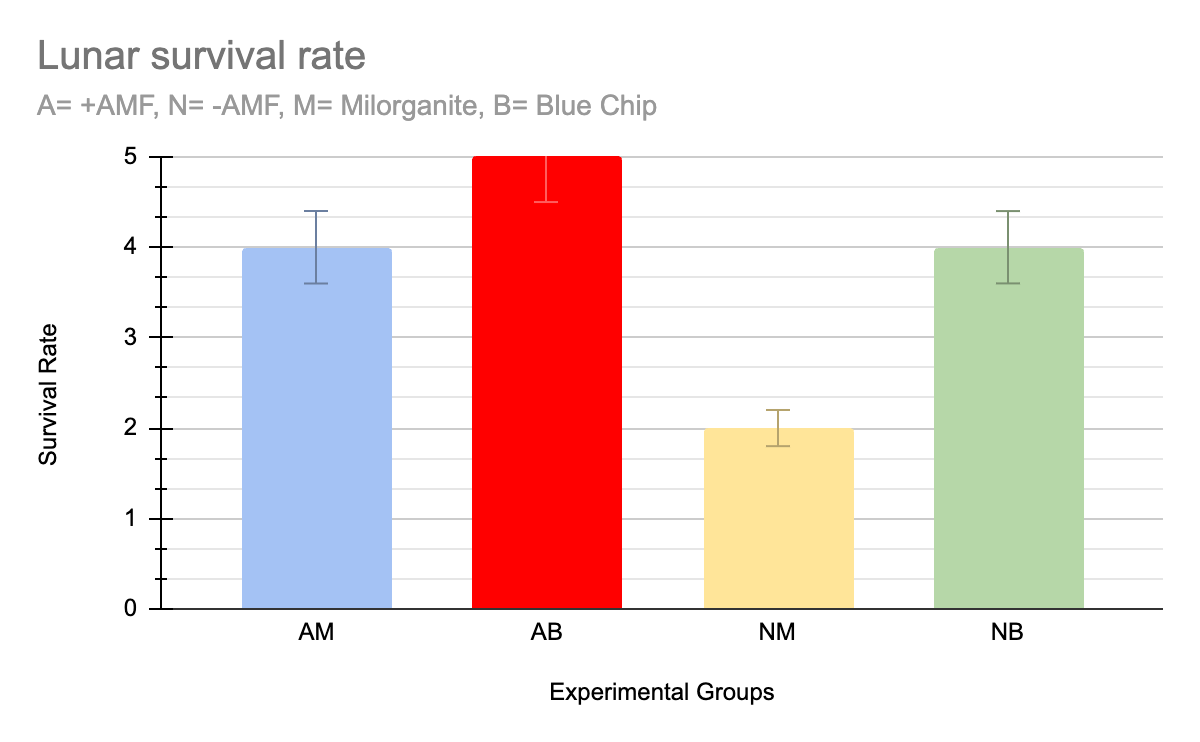 Lunar survival rate
A= +AMF, N= -AMF, M= Milorganite, B= Blue Chip
5
4
3
2
1
0
Survival Rate
AM AB NM NB
Experimental Groups